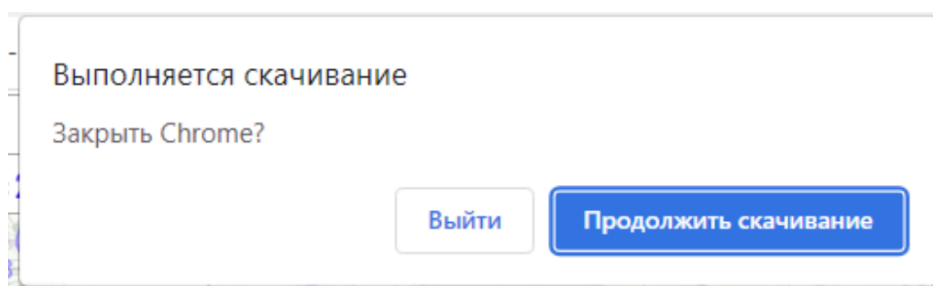 Выполняется скачивание
Закрыть Chrome?
Выйти Продолжить скачивание